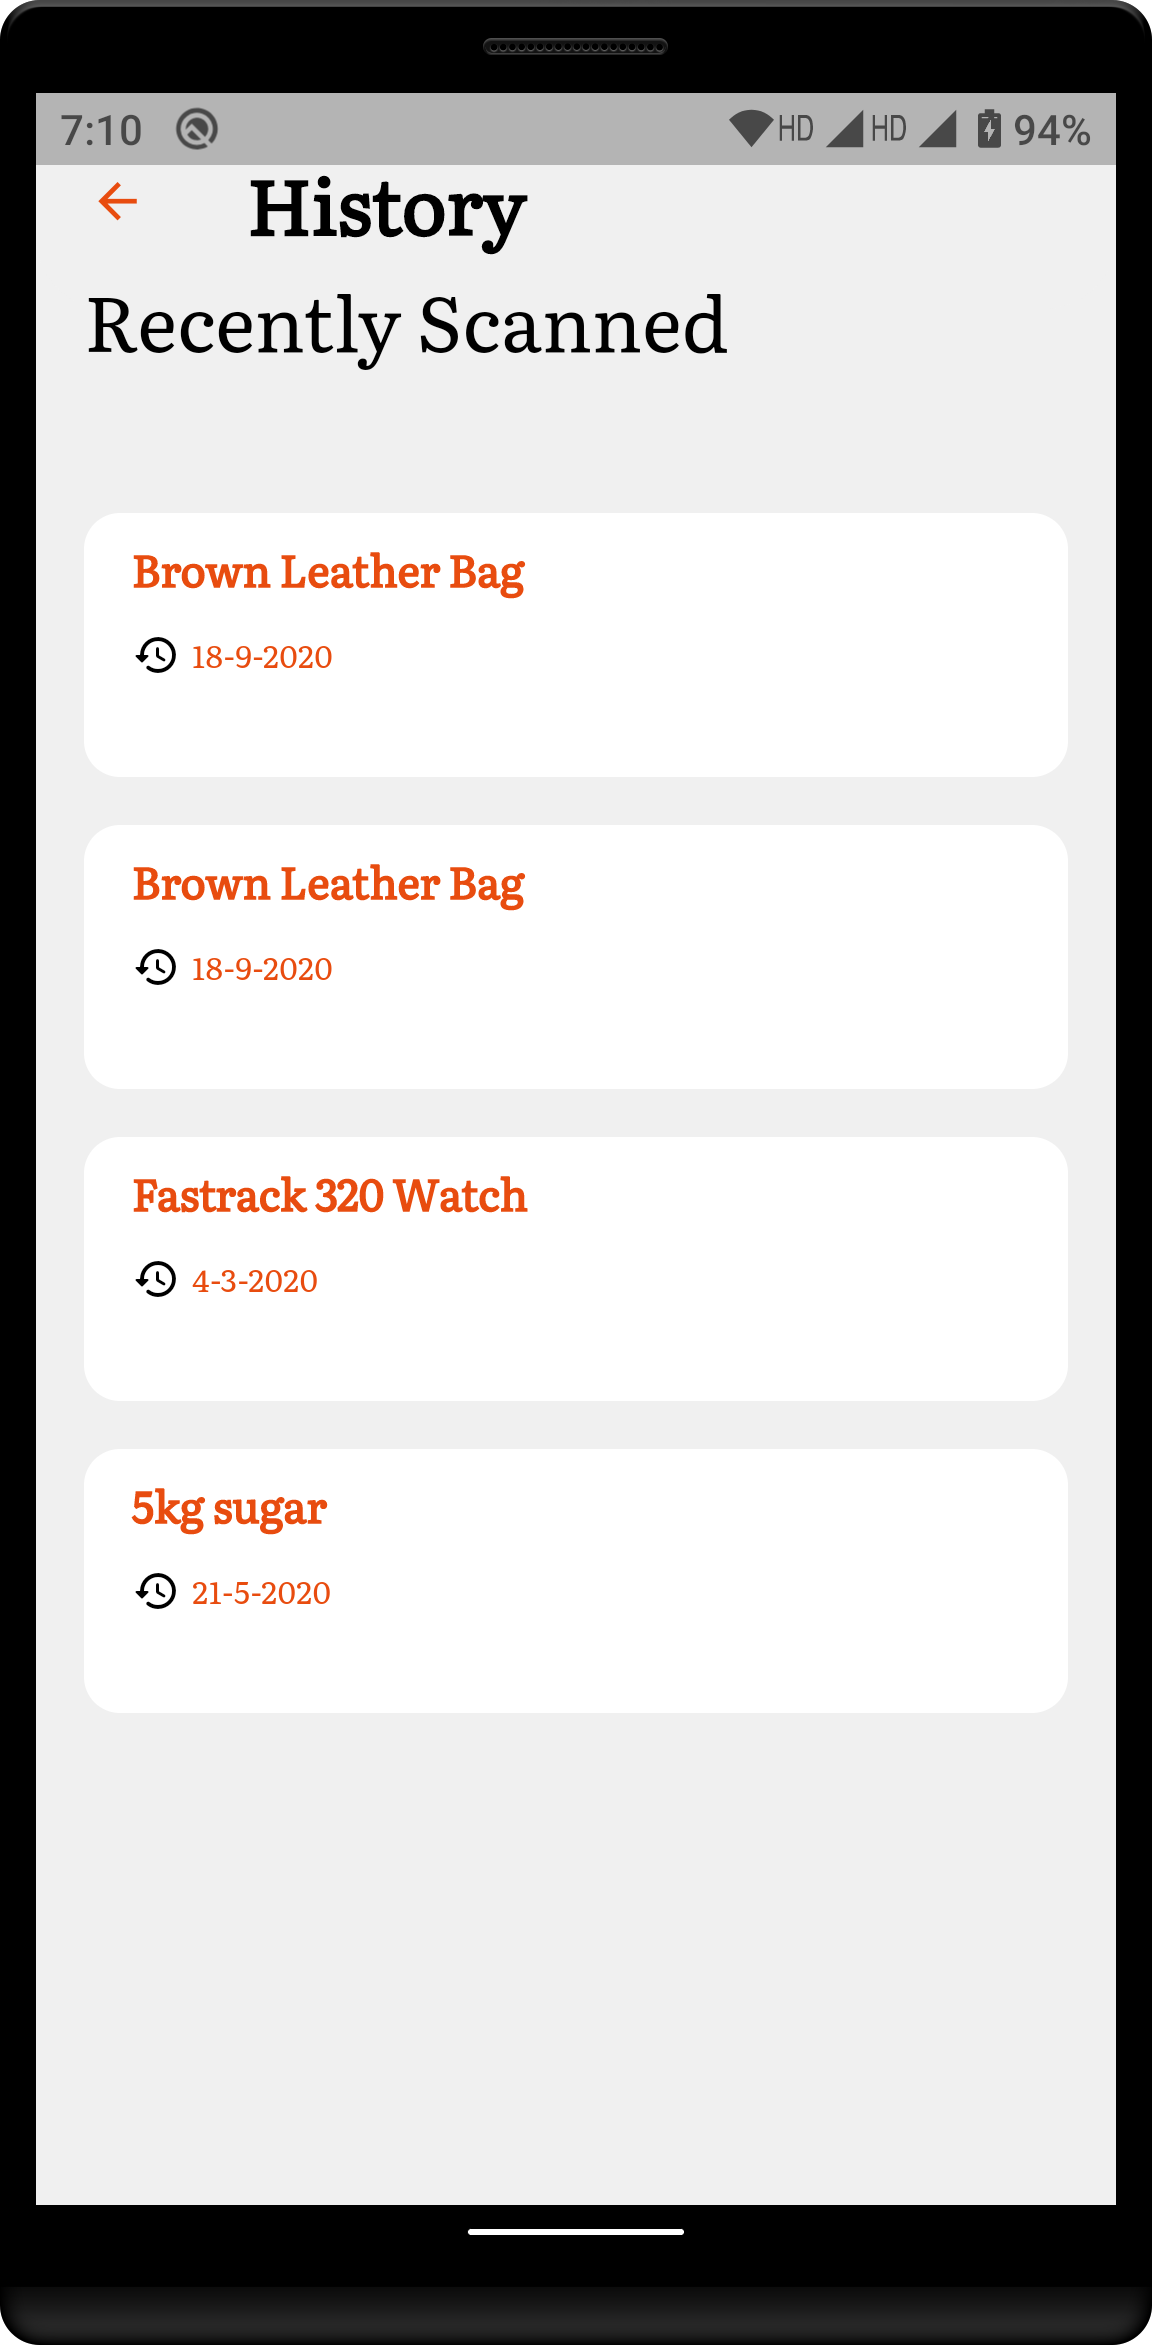 7:10 HD HD 94%
History
Recently Scanned
Brown Leather Bag
18-9-2020
Brown Leather Bag
18-9-2020
Fastrack 320 Watch
4-3-2020
5kg sugar
21-5-2020